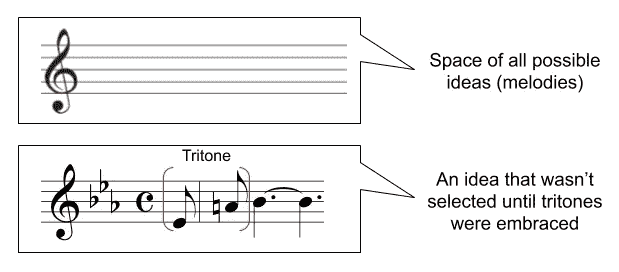 Space of all possible
ideas (melodies)
Tritone
An idea that wasn't
selected until tritones
were embraced